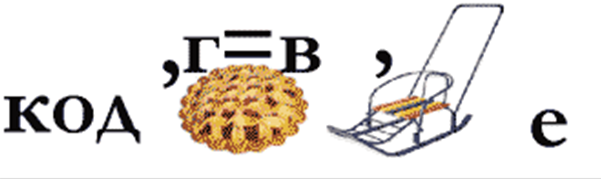 ,г=в ,
код е